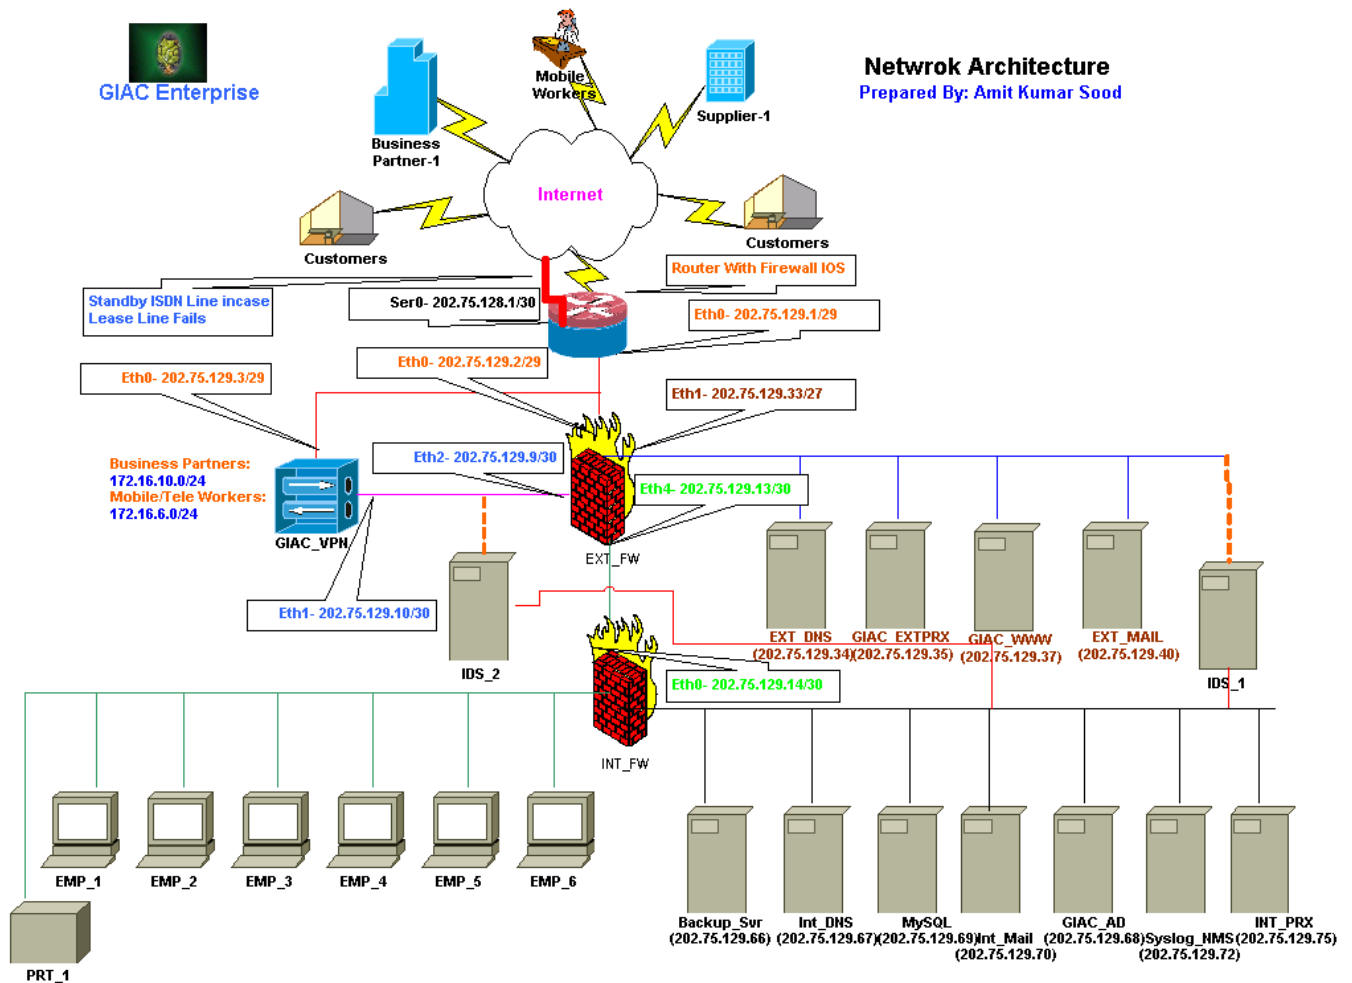 GIAC Enterprise
Mobile
Workers
Netwrok Architecture
Prepared By: Amit Kumar Sood
Supplier-1
Business
Partner-1
Internet
Customers
Customers
Router With Firewall IOS
Standby ISDN Line incase
Lease Line Fails
Ser0- 202.75.128.1/30
Eth0- 202.75.129.1/29
Eth0- 202.75.129.2/29
Eth0- 202.75.129.3/29
Eth1- 202.75.129.33/27
Eth2- 202.75.129.9/30
Eth4- 202.75.129.13/30
Business Partners:
172.16.10.0/24
Mobile/Tele Workers:
172.16.6.0/24
GIAC_VPN
EXT_FW
Eth1- 202.75.129.10/30
IDS_2
EXT_DNS
(202.75.129.34)
GIAC_EXTPRX
(202.75.129.35)
GIAC_WWW
(202.75.129.37)
EXT_MAIL
(202.75.129.40)
IDS_1
Eth0- 202.75.129.14/30
INT_FW
EMP_1
EMP_2
EMP_3
EMP_4
EMP_5
EMP_6
PRT_1
Backup_Svr
(202.75.129.66)
Int_DNS
(202.75.129.67)
MySQL
(202.75.129.69)
Int_Mail
(202.75.129.70)
GIAC_AD
(202.75.129.68)
Syslog_NMS
(202.75.129.72)
INT_PRX
(202.75.129.75)